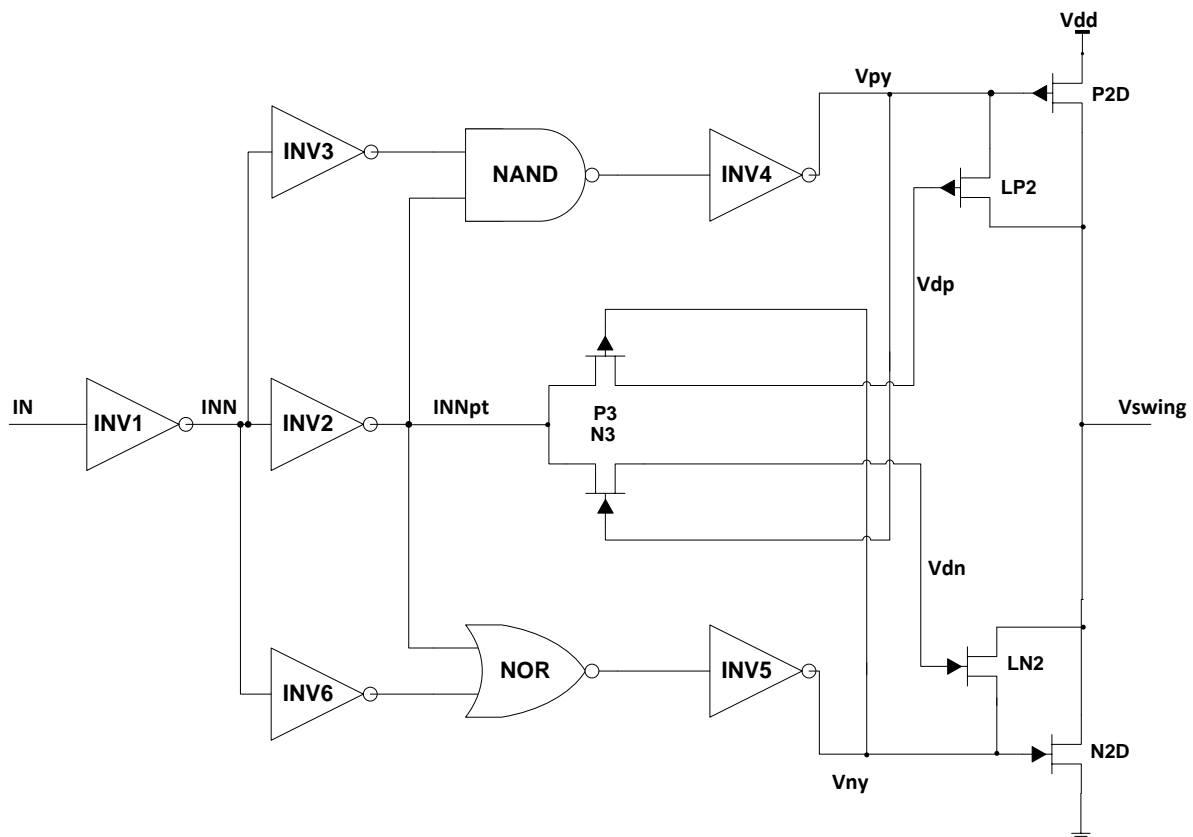 Vdd
Vpy
P2D
INV3
NAND
INV4
LP2
Vdp
IN
INV1
INN
INV2
INNpt
P3
N3
Vswing
Vdn
INV6
NOR
INV5
LN2
Vny
N2D